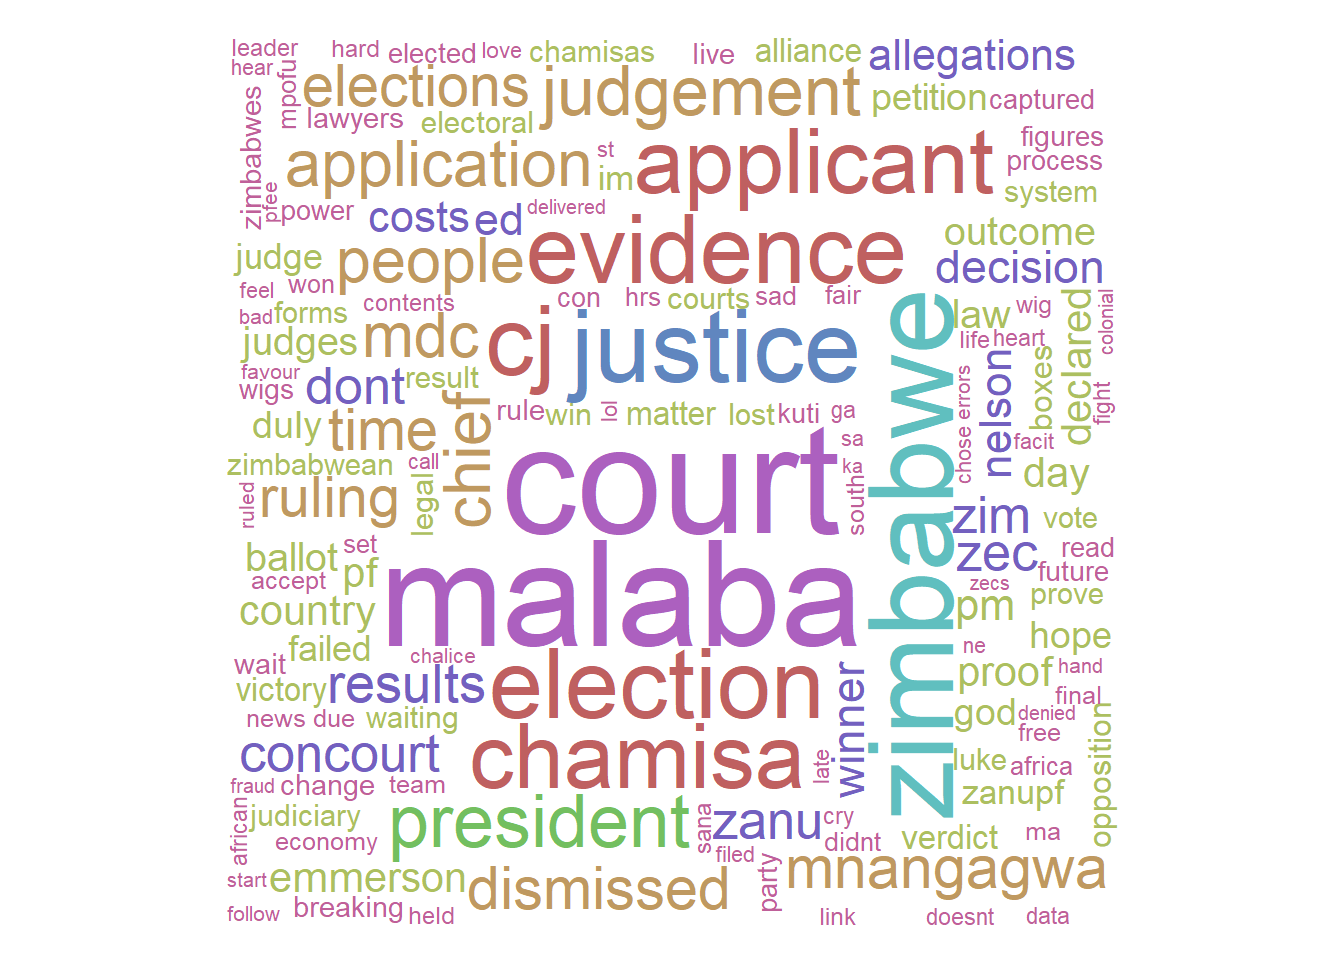 leader hard elected love chamisas live alliance allegations
hear mpofu elections judgement petition captured
zimbabwes lawyers electoral figures
application st applicant process
pfee power costs ed im delivered system
judge people evidence outcome
feel won decision
bad forms contents con hrs courts sad fair zimbabwe law wig declared colonial
judges mdc cj justice life heart
favour dont result nelson boxes
wigs rule win lol matter lost kuti ga chose errors fight
duly time chief sa facit
zimbabwean call court ka day
ruled ruling legal southa
ballot set zim vote
accept pf malaba zec read
country zecs future
failed pm prove
wait chalice election ne hope
victory results winner proof hand
news due waiting god denied final
concourt chamisa free opposition
fraud change team late luke africa
african judiciary president sana zanu cry zanupf
economy didnt verdict ma
start emmerson dismissed filed party mnangagwa
follow breaking held link doesnt data